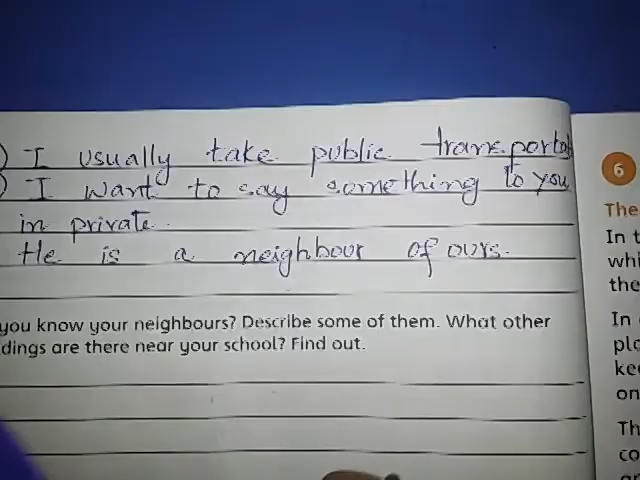 ) I usually take public transporta
) I want to say something to you
in private.
He is a neighbour of ours.
you know your neighbours? Describe some of them. What other
dings are there near your school? Find out.
6
The
In t
whi
the
In
pla
kee
on
Th
co